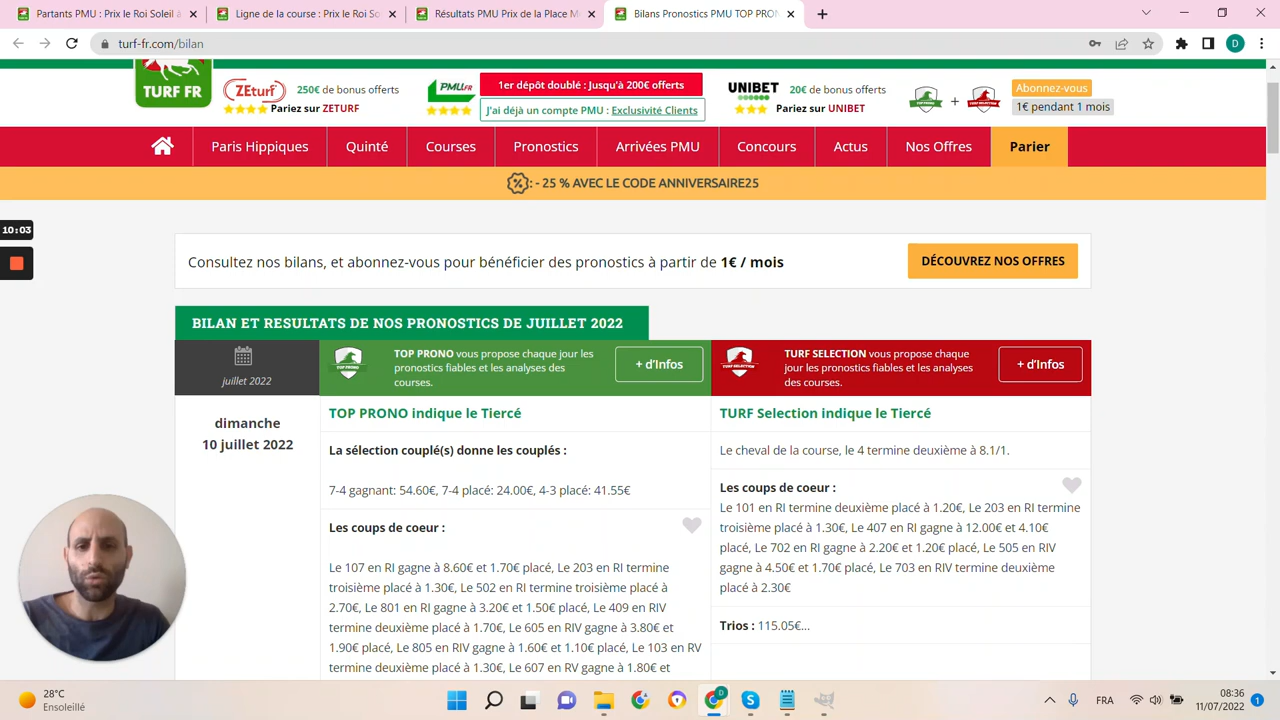 Partants PMU : Prix le Roi Soleil à
Ligne de la course : Prix le Roi So
Résultats PMU Prix de la Place M
Bilans Pronostics PMU TOP PRON
turf-fr.com/bilan
D
TURF FR
ZEturf
250€ de bonus offerts
Pariez sur ZETURF
PMU.FR
1er dépôt doublé : Jusqu'à 200€ offerts
J'ai déjà un compte PMU : Exclusivité Clients
UNIBET
20€ de bonus offerts
Pariez sur UNIBET
+
Abonnez-vous
1€ pendant 1 mois
Paris Hippiques
Quinté
Courses
Pronostics
Arrivées PMU
Concours
Actus
Nos Offres
Parier
: - 25 % AVEC LE CODE ANNIVERSAIRE25
10:03
Consultez nos bilans, et abonnez-vous pour bénéficier des pronostics à partir de 1€ / mois
DÉCOUVREZ NOS OFFRES
BILAN ET RESULTATS DE NOS PRONOSTICS DE JUILLET 2022
juillet 2022
TOP PRONO
TOP PRONO vous propose chaque jour les
pronostics fiables et les analyses des
courses.
+ d'Infos
TURF SELECTION
TURF SELECTION vous propose chaque
jour les pronostics fiables et les analyses
des courses.
+ d'Infos
dimanche
10 juillet 2022
TOP PRONO indique le Tiercé
La sélection couplé(s) donne les couplés :
7-4 gagnant: 54.60€, 7-4 placé: 24.00€, 4-3 placé: 41.55€
Les coups de coeur :
Le 107 en RI gagne à 8.60€ et 1.70€ placé, Le 203 en RI termine
troisième placé à 1.30€, Le 502 en RI termine troisième placé à
2.70€, Le 801 en RI gagne à 3.20€ et 1.50€ placé, Le 409 en RIV
termine deuxième placé à 1.70€, Le 605 en RIV gagne à 3.80€ et
1.90€ placé, Le 805 en RIV gagne à 1.60€ et 1.10€ placé, Le 103 en RV
termine deuxième placé à 1.30€, Le 607 en RV gagne à 1.80€ et
TURF Selection indique le Tiercé
Le cheval de la course, le 4 termine deuxième à 8.1/1.
Les coups de coeur :
Le 101 en RI termine deuxième placé à 1.20€, Le 203 en RI termine
troisième placé à 1.30€, Le 407 en RI gagne à 12.00€ et 4.10€
placé, Le 702 en RI gagne à 2.20€ et 1.20€ placé, Le 505 en RIV
gagne à 4.50€ et 1.70€ placé, Le 703 en RIV termine deuxième
placé à 2.30€
Trios : 115.05€...
28°C
Ensoleillé
FRA
08:36
11/07/2022
1